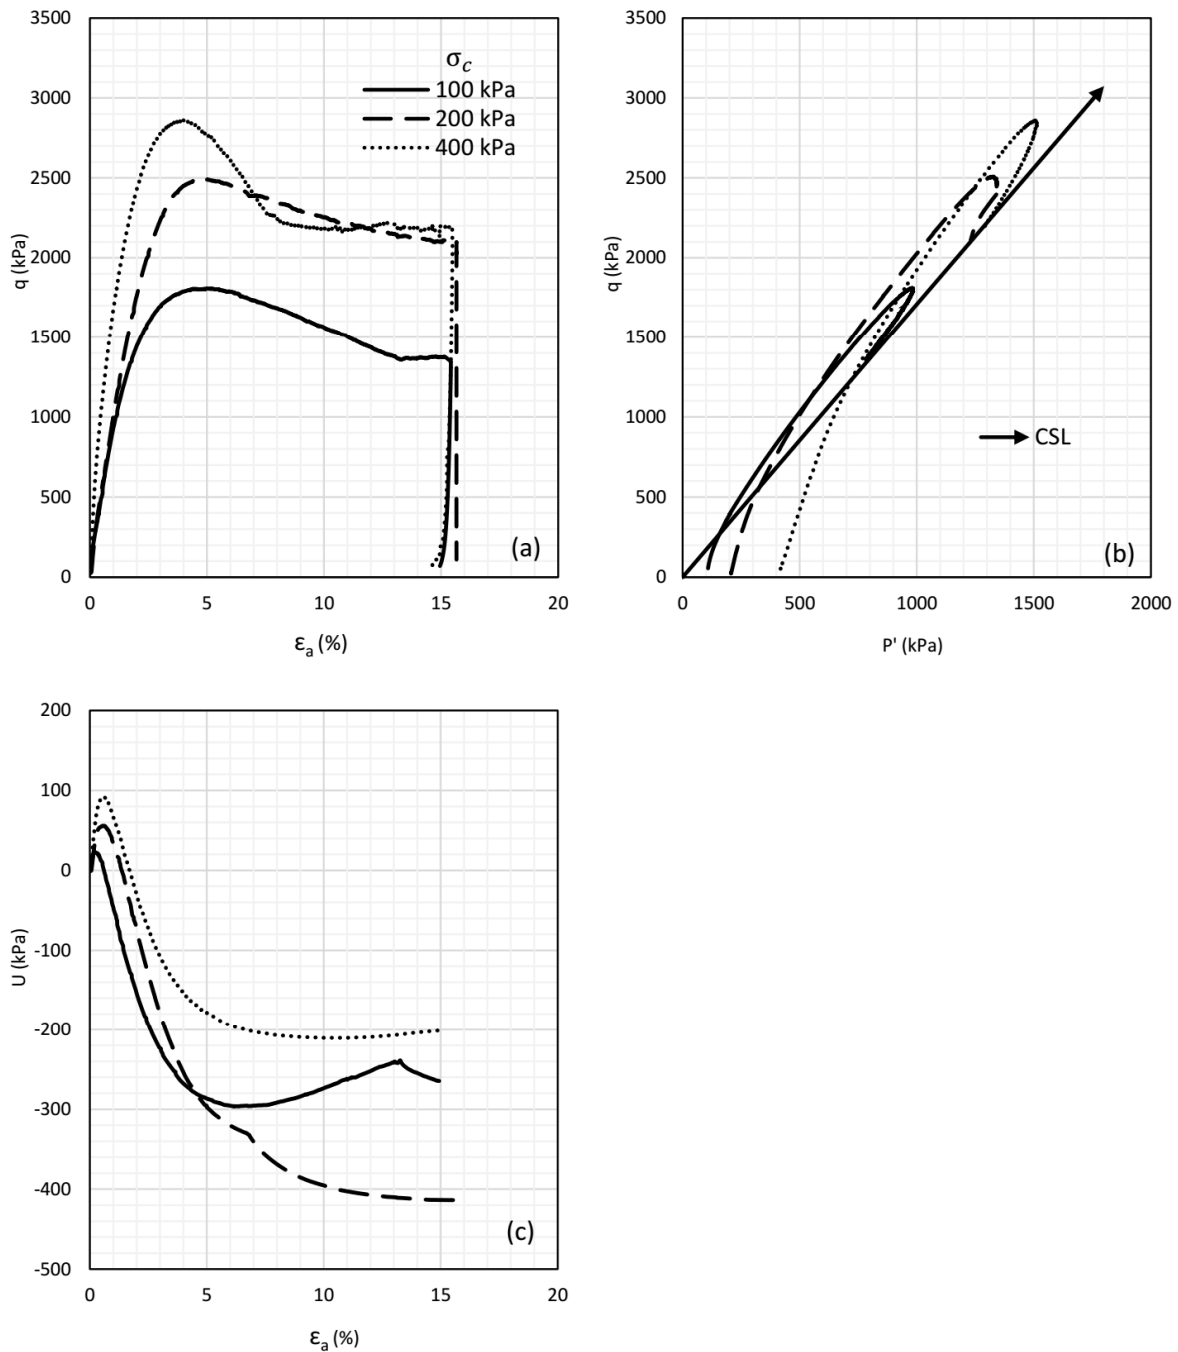 3500
3000
2500
2000
1500
1000
500
0
q (kPa)
σc
100 kPa
200 kPa
400 kPa
(a)
0 5 10 15 20
εa (%)
3500
3000
2500
2000
1500
1000
500
0
q (kPa)
CSL
(b)
0 500 1000 1500 2000
P' (kPa)
200
100
0
-100
-200
-300
-400
-500
U (kPa)
(c)
0 5 10 15 20
εa (%)